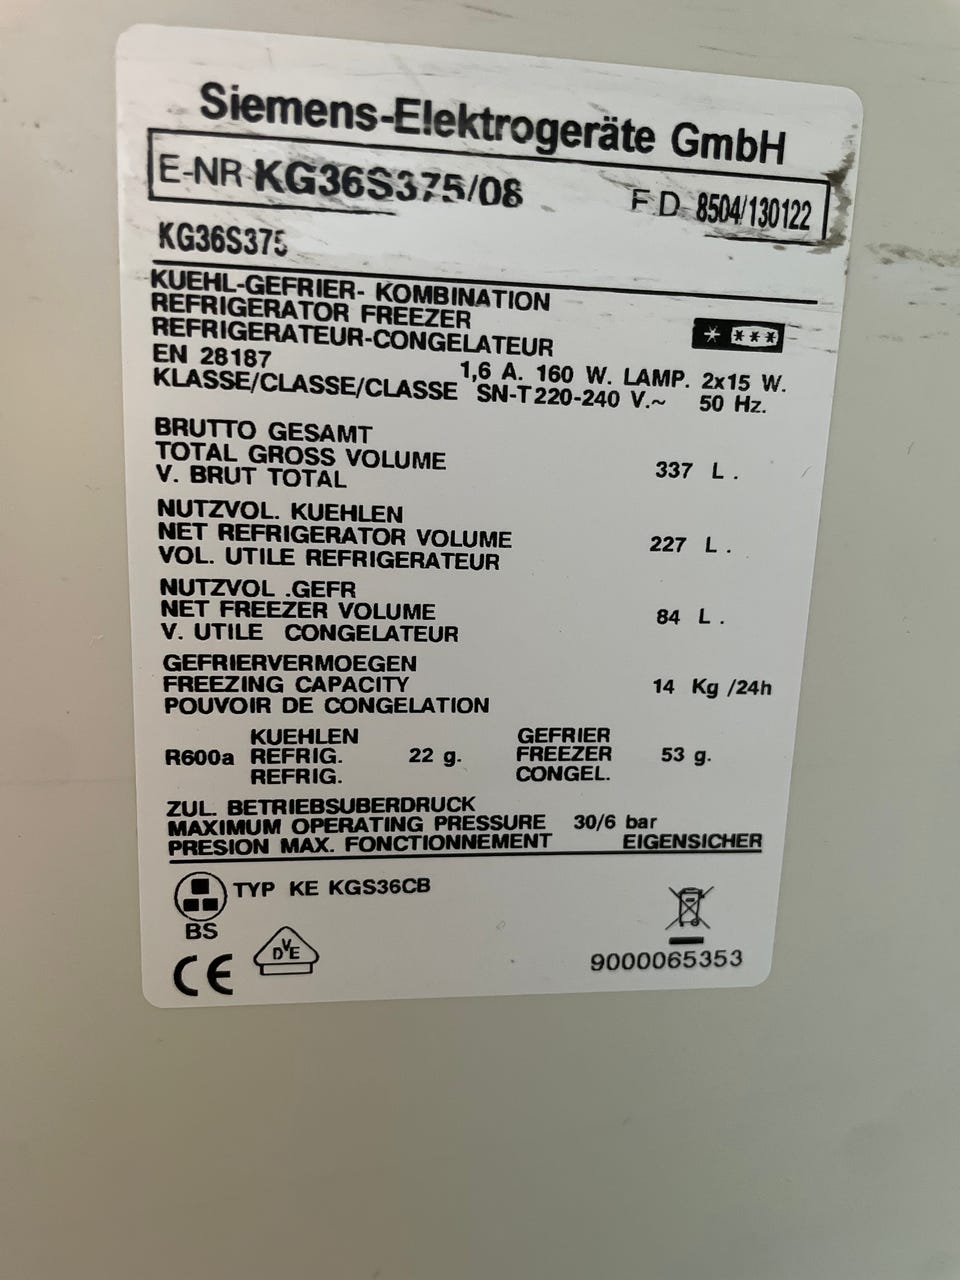 Siemens-Elektrogeräte GmbH
E-NR KG36S375/08 FD 8504/130122
KG36S375
KUEHL-GEFRIER- KOMBINATION
REFRIGERATOR FREEZER
REFRIGERATEUR-CONGELATEUR
EN 28187 1,6 A. 160 W. LAMP. 2x15 W.
KLASSE/CLASSE/CLASSE SN-T 220-240 V.~ 50 Hz.
BRUTTO GESAMT
TOTAL GROSS VOLUME 337 L .
V. BRUT TOTAL
NUTZVOL. KUEHLEN
NET REFRIGERATOR VOLUME 227 L .
VOL. UTILE REFRIGERATEUR
NUTZVOL .GEFR
NET FREEZER VOLUME 84 L .
V. UTILE CONGELATEUR
GEFRIERVERMOEGEN
FREEZING CAPACITY 14 Kg /24h
POUVOIR DE CONGELATION
KUEHLEN GEFRIER
R600a REFRIG. 22 g. FREEZER 53 g.
REFRIG. CONGEL.
ZUL. BETRIEBSUBERDRUCK
MAXIMUM OPERATING PRESSURE 30/6 bar
PRESION MAX. FONCTIONNEMENT EIGENSICHER
TYP KE KGS36CB
BS
DVE
CE
9000065353